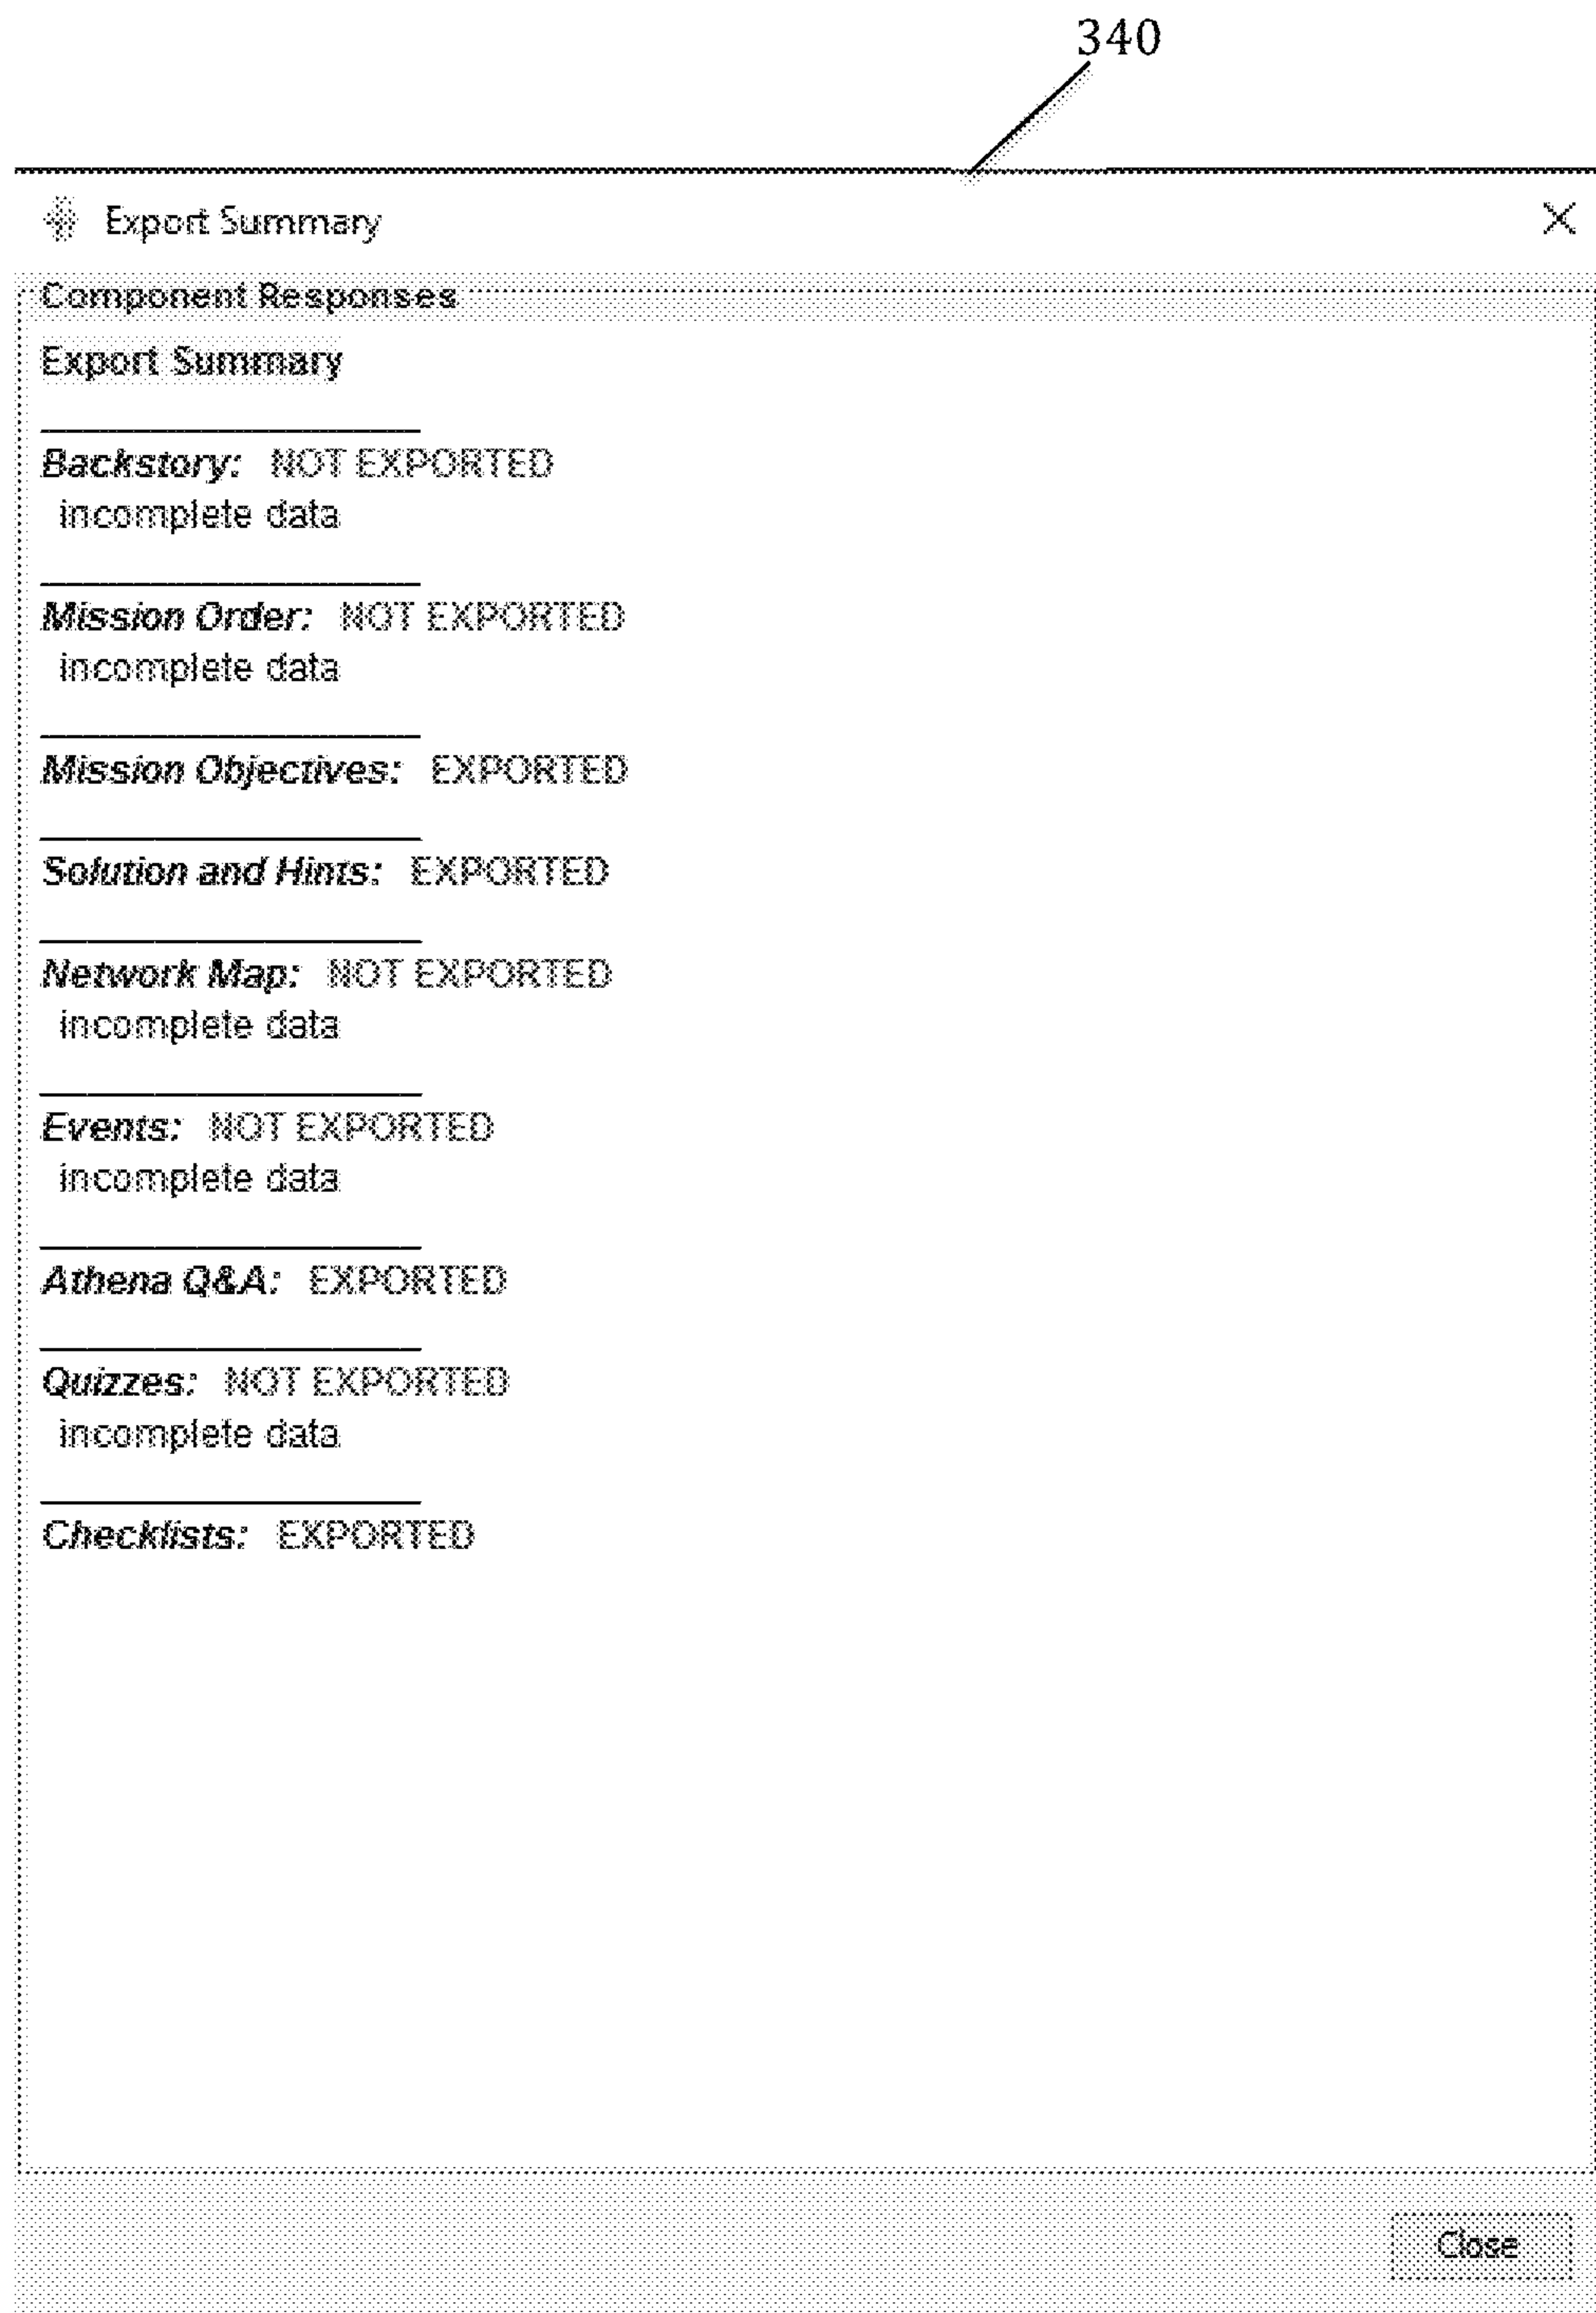 340
Export Summary
Component Responses
Export Summary
Backstory: NOT EXPORTED
incomplete data
Mission Order: NOT EXPORTED
incomplete data
Mission Objectives: EXPORTED
Solution and Hints: EXPORTED
Network Map: NOT EXPORTED
incomplete data
Events: NOT EXPORTED
incomplete data
Athena Q&A: EXPORTED
Quizzes: NOT EXPORTED
incomplete data
Checklists: EXPORTED
Close